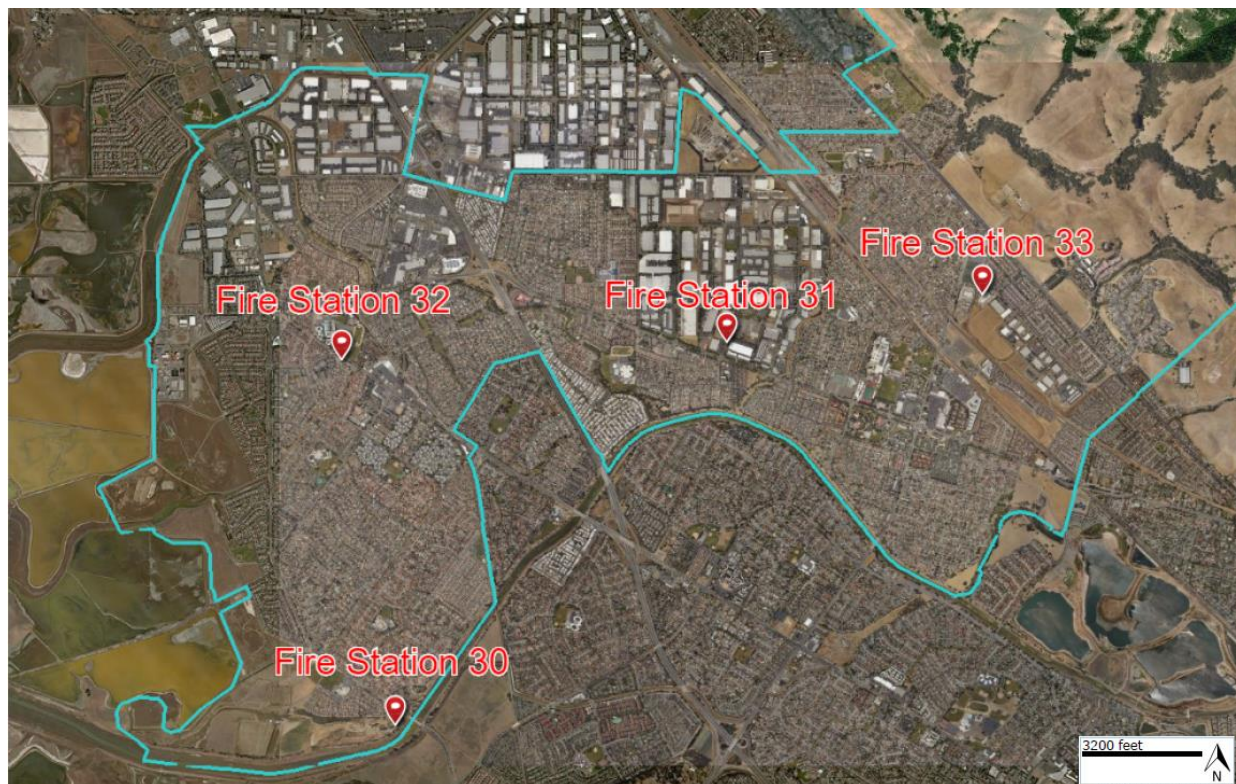 Fire Station 33
Fire Station 32
Fire Station 31
Fire Station 30
3200 feet
N